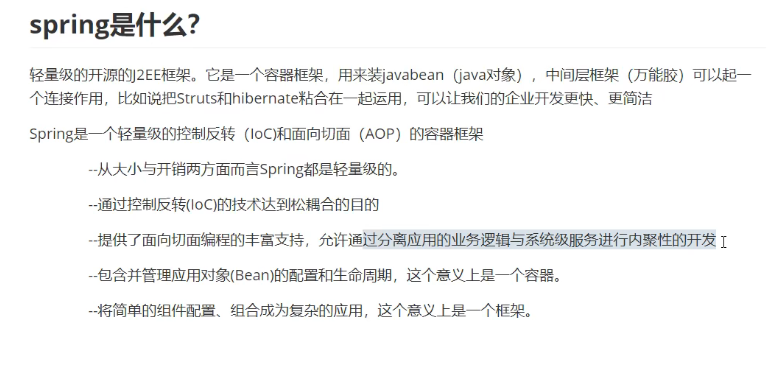 spring是什么?
轻量级的开源的J2EE框架。它是一个容器框架，用来装javabean（java对象），中间层框架（万能胶）可以起一
个连接作用，比如说把Struts和hibernate粘合在一起运用，可以让我们的企业开发更快、更简洁
Spring是一个轻量级的控制反转（IoC)和面向切面（AOP）的容器框架
--从大小与开销两方面而言Spring都是轻量级的。
--通过控制反转(IoC)的技术达到松耦合的目的
--提供了面向切面编程的丰富支持，允许通过分离应用的业务逻辑与系统级服务进行内聚性的开发
--包含并管理应用对象(Bean)的配置和生命周期，这个意义上是一个容器。
--将简单的组件配置、组合成为复杂的应用，这个意义上是一个框架。